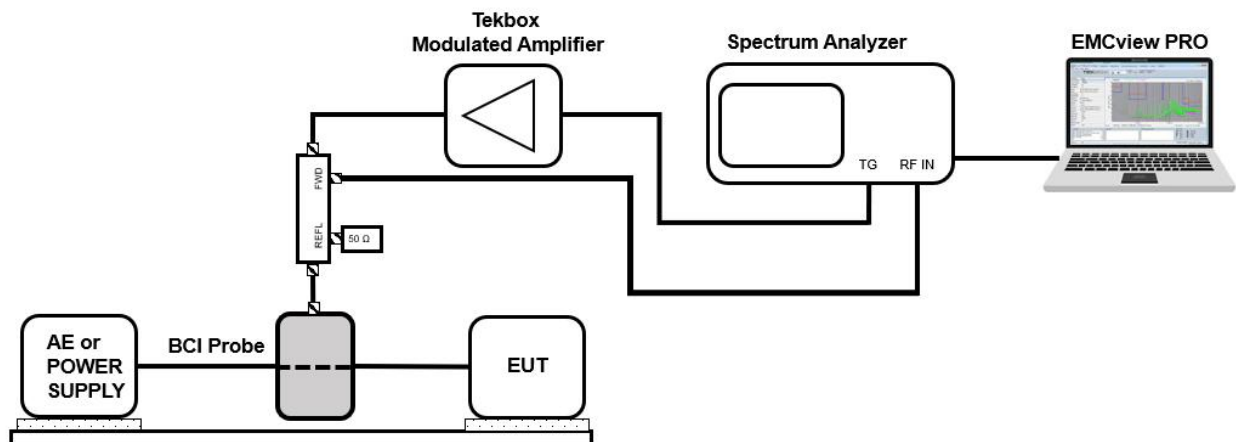 Tekbox
Modulated Amplifier
Spectrum Analyzer
EMCview PRO
TG
RF IN
FWD
REFL
50 Ω
AE or
POWER
SUPPLY
BCI Probe
EUT